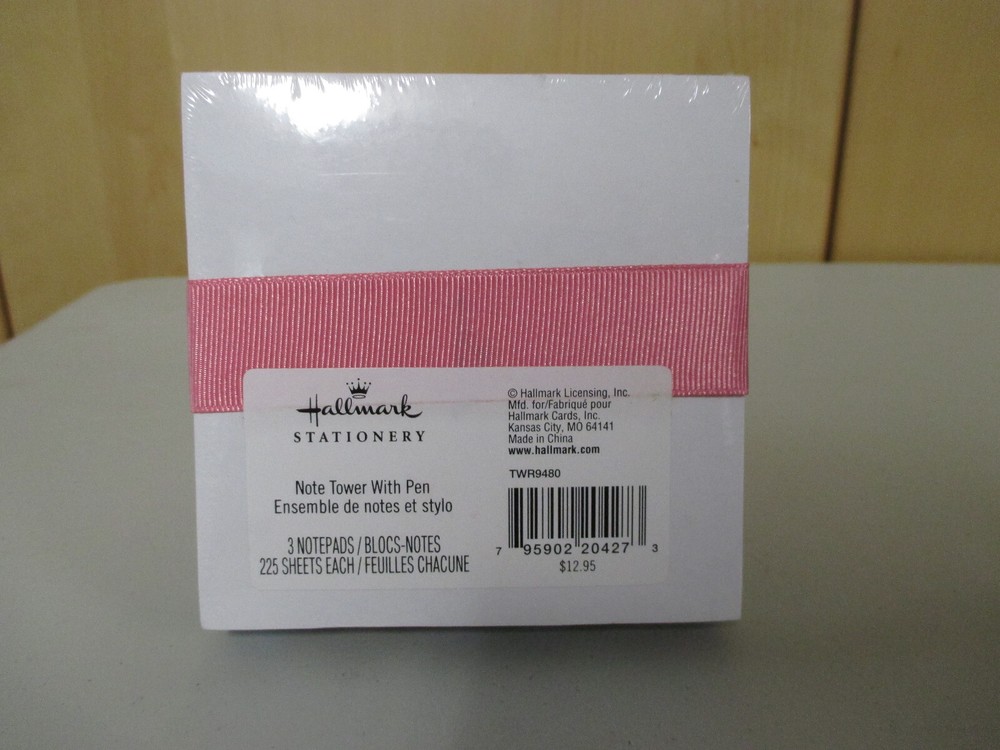 Hallmark
STATIONERY
Note Tower With Pen
Ensemble de notes et stylo
3 NOTEPADS / BLOCS-NOTES
225 SHEETS EACH / FEUILLES CHACUNE
© Hallmark Licensing, Inc.
Mfd. for/Fabriqué pour
Hallmark Cards, Inc.
Kansas City, MO 64141
Made in China
www.hallmark.com
TWR9480
7 95902 20427 3
$12.95